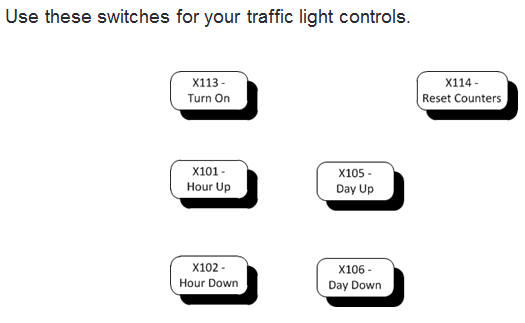 Use these switches for your traffic light controls.
X113 -
Turn On
X114 -
Reset Counters
X101 -
Hour Up
X105 -
Day Up
X102 -
Hour Down
X106 -
Day Down